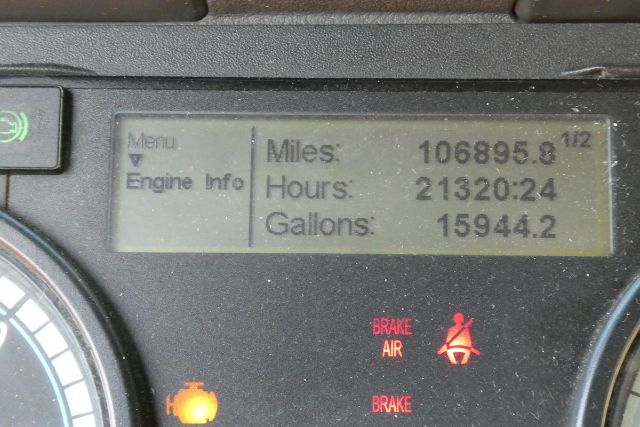 Menu
Engine Info
1/2
Miles: 106895.8
Hours: 21320:24
Gallons: 15944.2
BRAKE
AIR
BRAKE